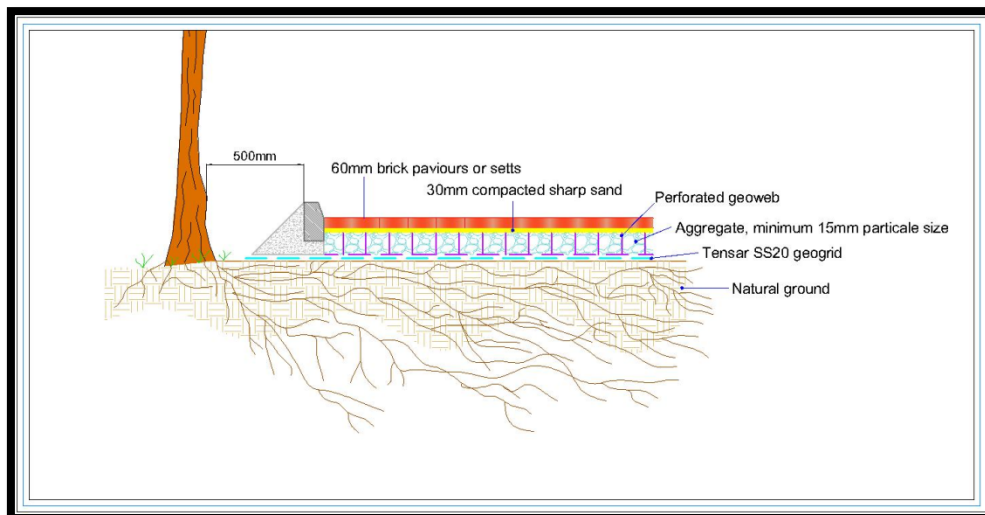 500mm
60mm brick paviours or setts
30mm compacted sharp sand
Perforated geoweb
Aggregate, minimum 15mm particale size
Tensar SS20 geogrid
Natural ground